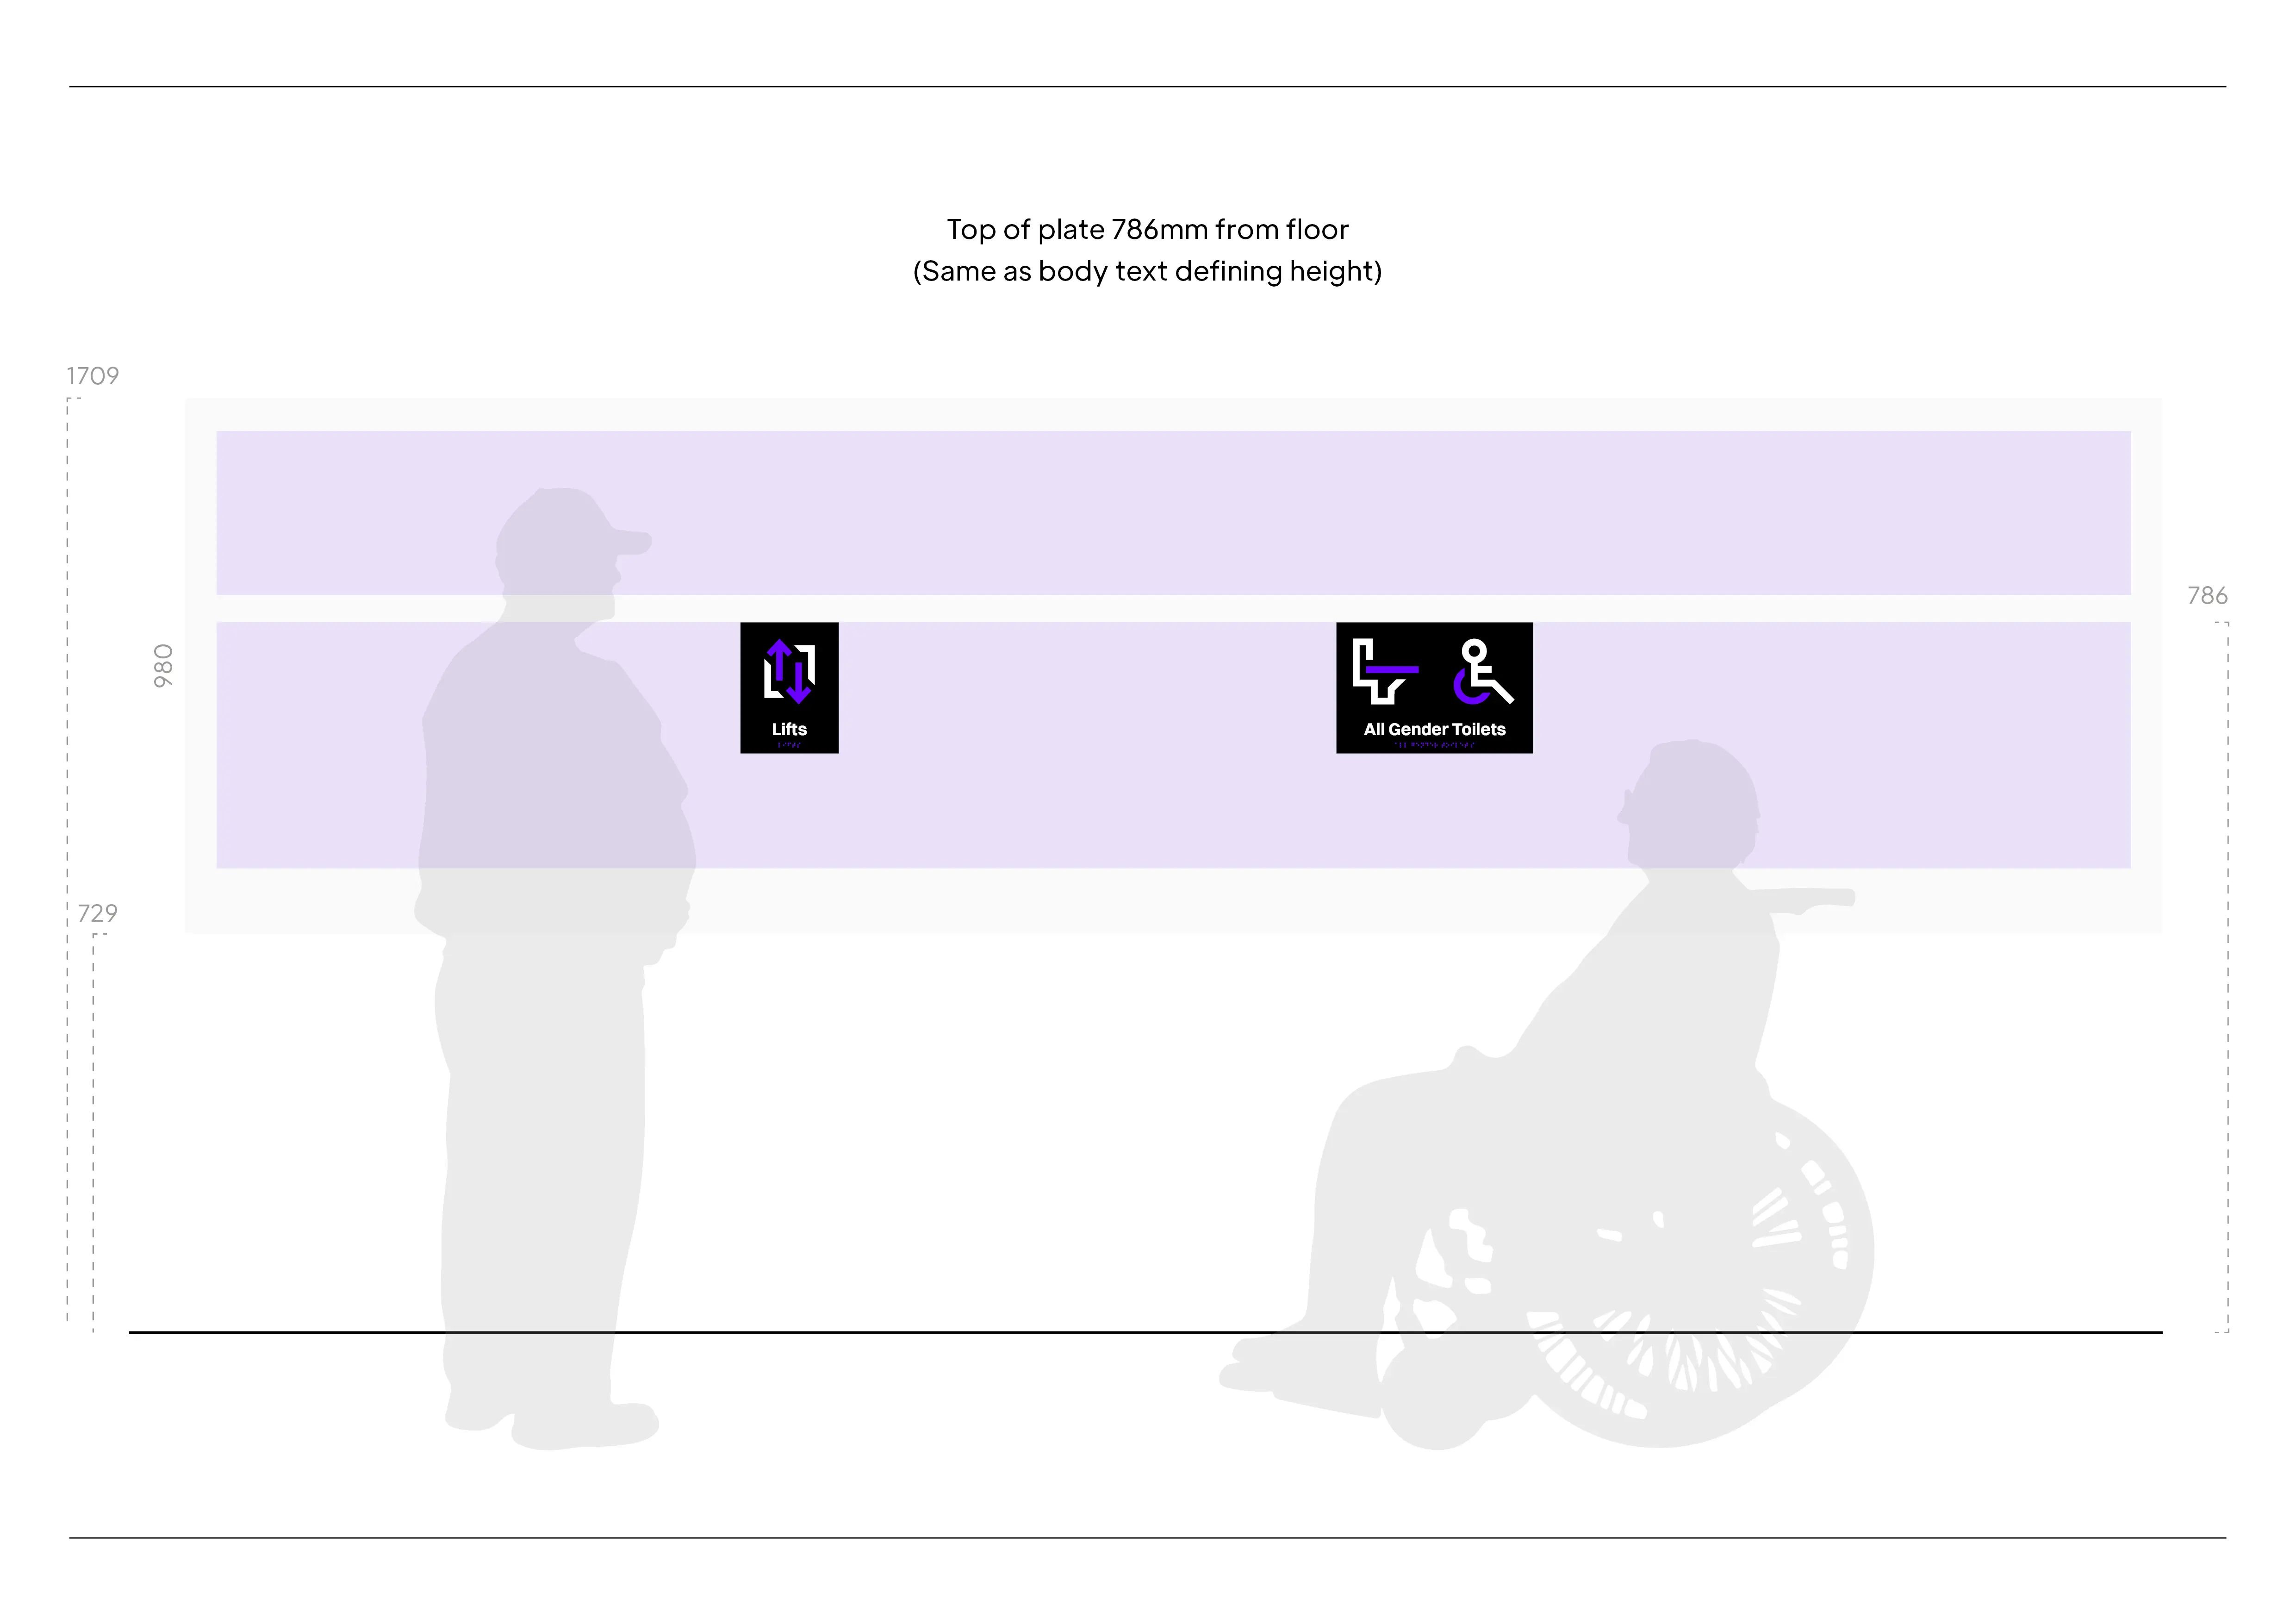 Top of plate 786mm from floor
(Same as body text defining height)
1709
786
980
Lifts
All Gender Toilets
729